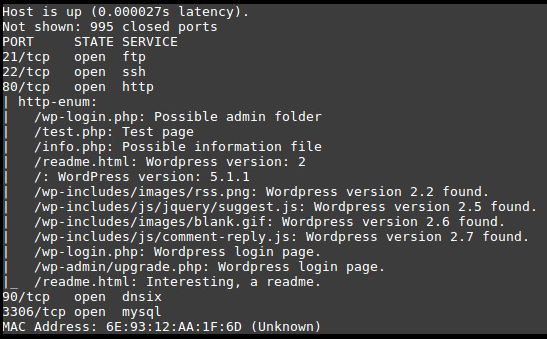 Host is up (0.000027s latency).
Not shown: 995 closed ports
PORT     STATE SERVICE
21/tcp   open  ftp
22/tcp   open  ssh
80/tcp   open  http
| http-enum:
|   /wp-login.php: Possible admin folder
|   /test.php: Test page
|   /info.php: Possible information file
|   /readme.html: Wordpress version: 2
|   /: WordPress version: 5.1.1
|   /wp-includes/images/rss.png: Wordpress version 2.2 found.
|   /wp-includes/js/jquery/suggest.js: Wordpress version 2.5 found.
|   /wp-includes/images/blank.gif: Wordpress version 2.6 found.
|   /wp-includes/js/comment-reply.js: Wordpress version 2.7 found.
|   /wp-login.php: Wordpress login page.
|   /wp-admin/upgrade.php: Wordpress login page.
|_  /readme.html: Interesting, a readme.
90/tcp   open  dnsix
3306/tcp open  mysql
MAC Address: 6E:93:12:AA:1F:6D (Unknown)